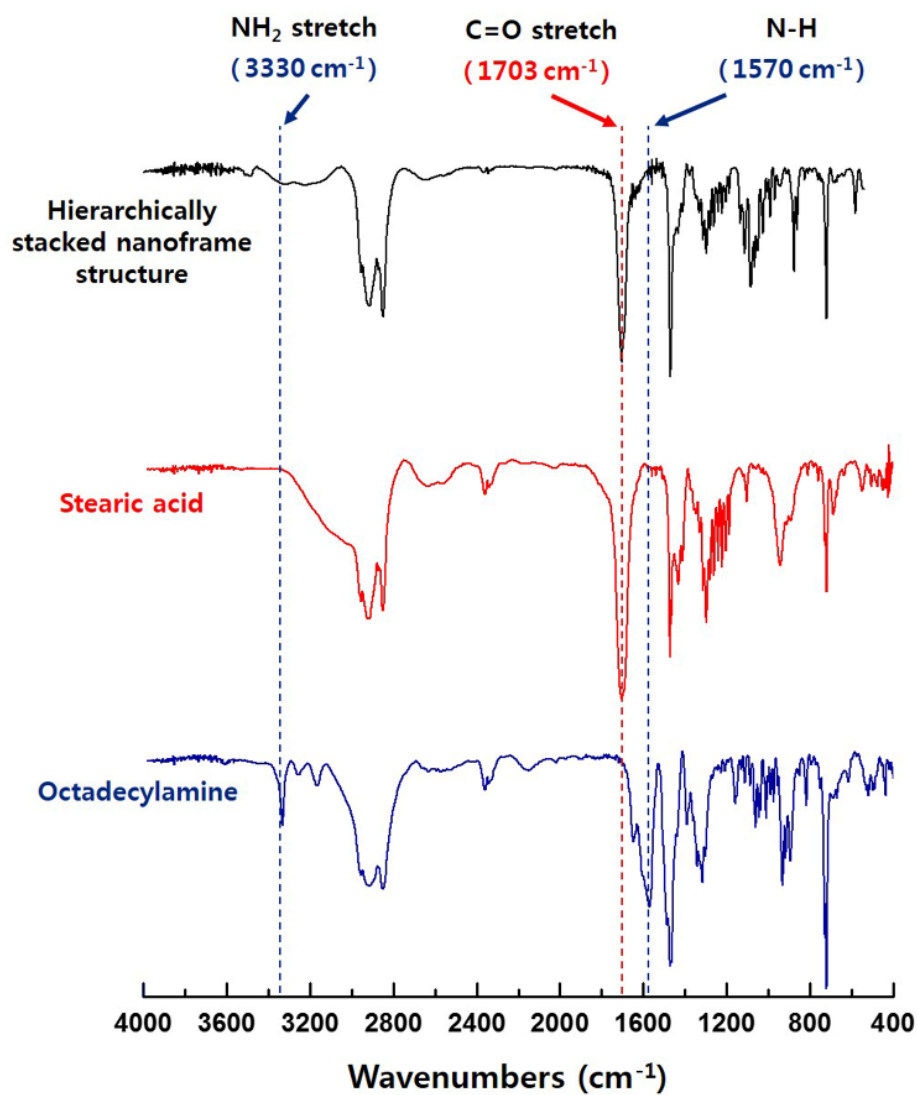 NH₂ stretch
(3330 cm⁻¹)
C=O stretch
(1703 cm⁻¹)
N-H
(1570 cm⁻¹)
Hierarchically
stacked nanoframe
structure
Stearic acid
Octadecylamine
4000 3600 3200 2800 2400 2000 1600 1200 800 400
Wavenumbers (cm⁻¹)